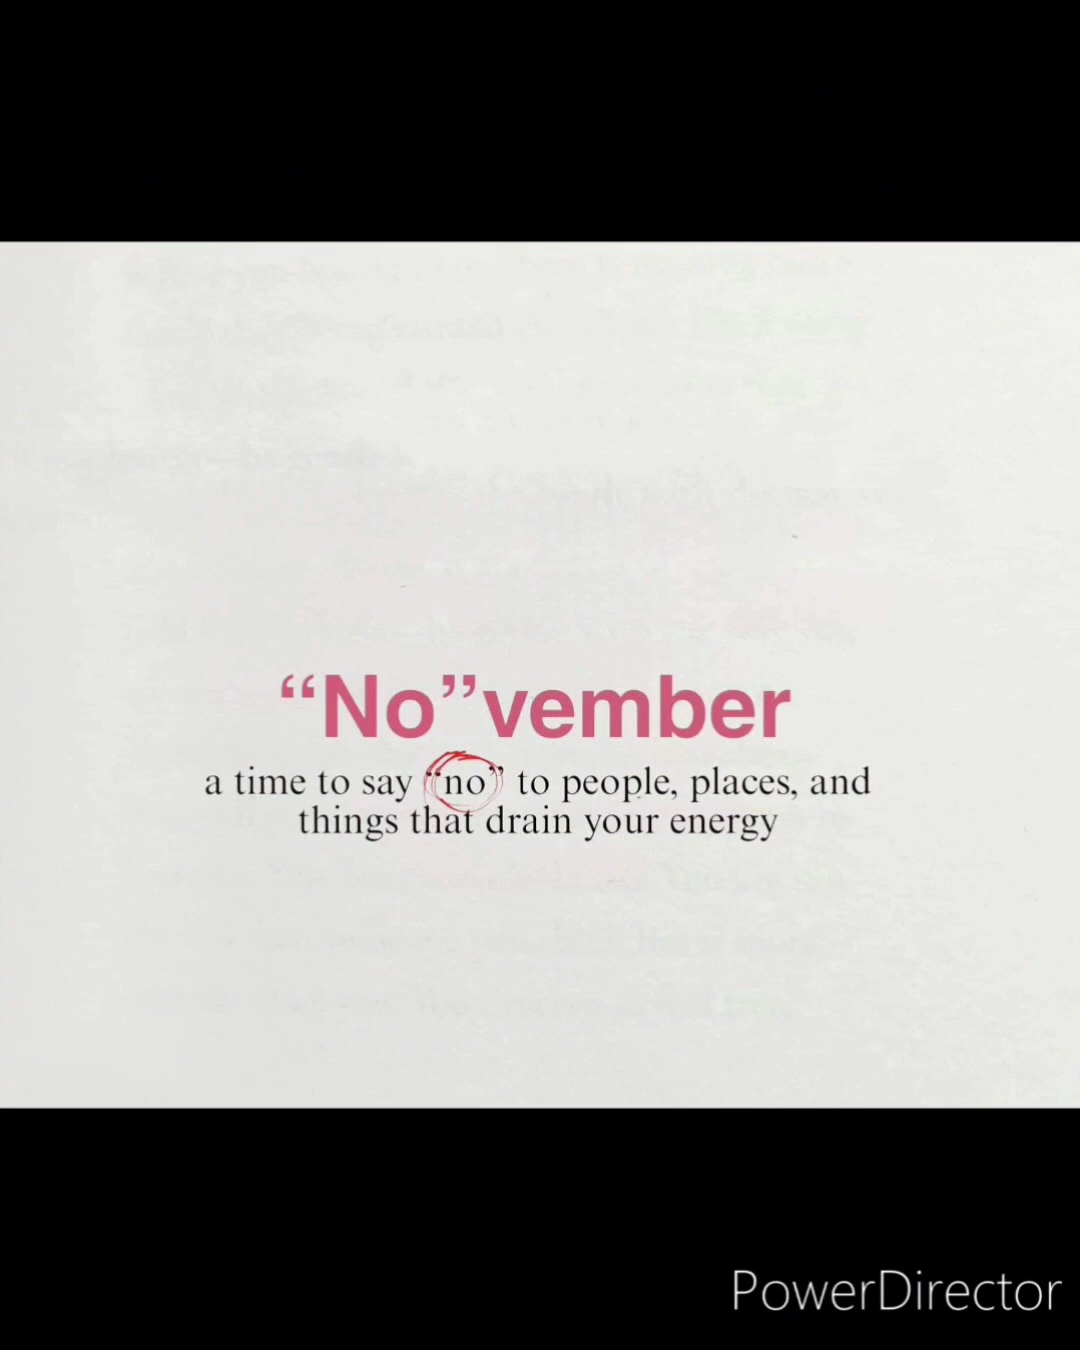 “No”vember
a time to say “no” to people, places, and
things that drain your energy
PowerDirector